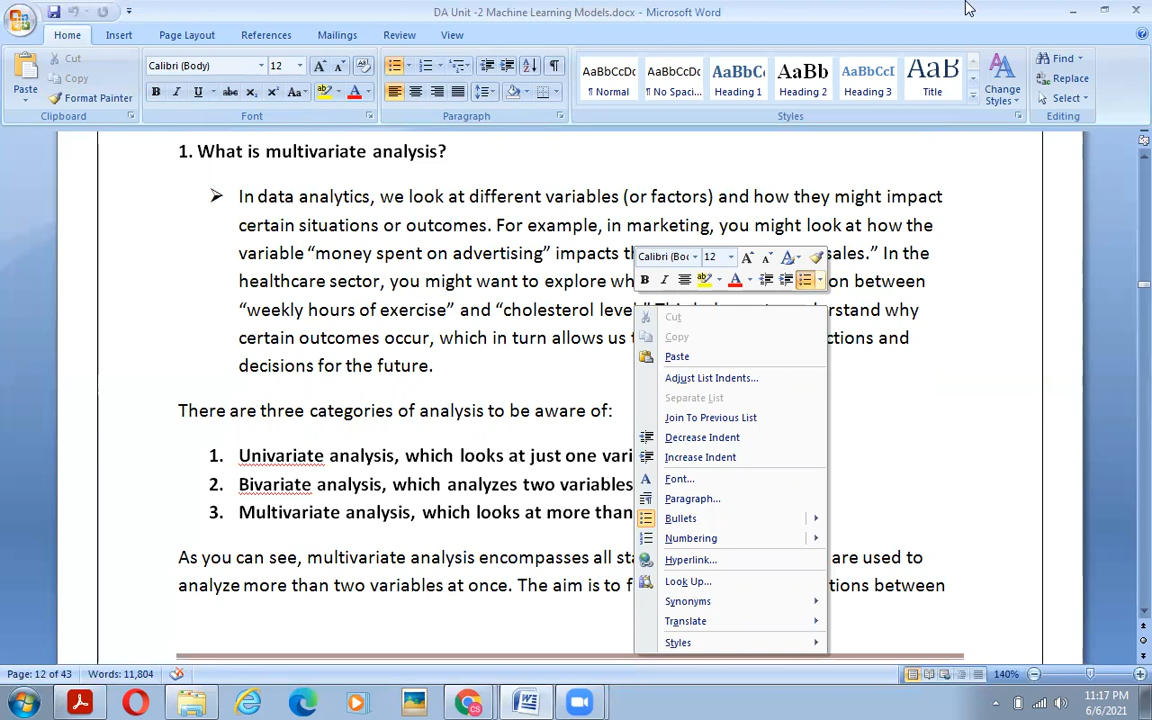 DA Unit -2 Machine Learning Models.docx - Microsoft Word
Home Insert Page Layout References Mailings Review View
Paste Cut Copy Format Painter
Calibri (Body) 12
AaBbCcDc AaBbCcDc AaBbC AaBb AaBbCcI AaB
¶ Normal ¶ No Spaci... Heading 1 Heading 2 Heading 3 Title
Change Styles
Find Replace Select
Clipboard Font Paragraph Styles Editing
1. What is multivariate analysis?
In data analytics, we look at different variables (or factors) and how they might impact
certain situations or outcomes. For example, in marketing, you might look at how the
variable “money spent on advertising” impacts th sales.” In the
healthcare sector, you might want to explore wh on between
“weekly hours of exercise” and “cholesterol level rstand why
certain outcomes occur, which in turn allows us ctions and
decisions for the future.
There are three categories of analysis to be aware of:
1. Univariate analysis, which looks at just one vari
2. Bivariate analysis, which analyzes two variables
3. Multivariate analysis, which looks at more than
As you can see, multivariate analysis encompasses all sta are used to
analyze more than two variables at once. The aim is to f tions between
Calibri (Boc 12
Cut
Copy
Paste
Adjust List Indents...
Separate List
Join To Previous List
Decrease Indent
Increase Indent
Font...
Paragraph...
Bullets
Numbering
Hyperlink...
Look Up...
Synonyms
Translate
Styles
Page: 12 of 43 Words: 11,804 140%
11:17 PM
6/6/2021